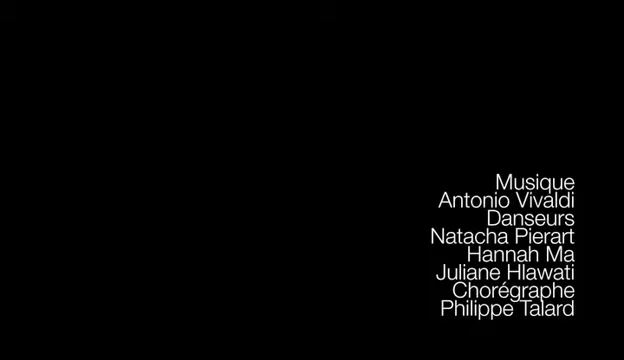 Musique
Antonio Vivaldi
Danseurs
Natacha Pierart
Hannah Ma
Juliane Hlawati
Chorégraphe
Philippe Talard